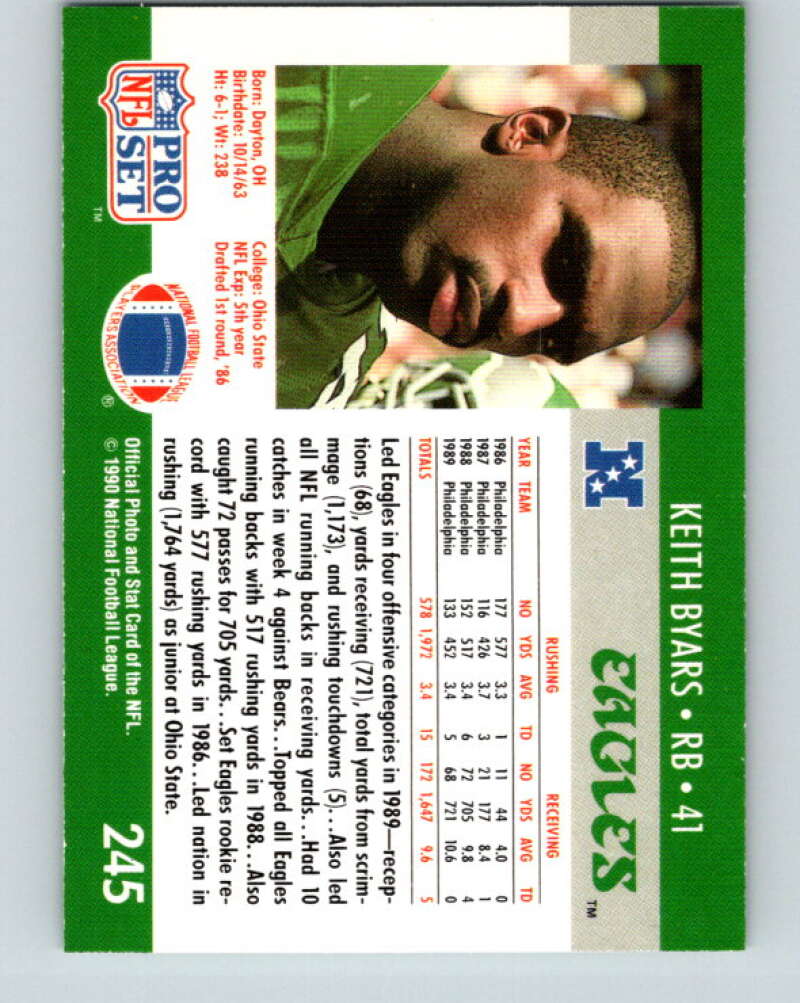 KEITH BYARS • RB • 41
N
EAGLES
TM
RUSHING RECEIVING
YEAR TEAM NO YDS AVG TD NO YDS AVG TD
1986 Philadelphia 177 577 3.3 1 11 44 4.0 0
1987 Philadelphia 116 426 3.7 3 21 177 8.4 1
1988 Philadelphia 152 517 3.4 6 72 705 9.8 4
1989 Philadelphia 133 452 3.4 5 68 721 10.6 0
TOTALS 578 1,972 3.4 15 172 1,647 9.6 5
Led Eagles in four offensive categories in 1989—recep-
tions (68), yards receiving (721), total yards from scrim-
mage (1,173), and rushing touchdowns (5)...Also led
all NFL running backs in receiving yards...Had 10
catches in week 4 against Bears...Topped all Eagles
running backs with 517 rushing yards in 1988...Also
caught 72 passes for 705 yards...Set Eagles rookie re-
cord with 577 rushing yards in 1986...Led nation in
rushing (1,764 yards) as junior at Ohio State.
Born: Dayton, OH
Birthdate: 10/14/63
Ht: 6-1; Wt: 238
College: Ohio State
NFL Exp: 5th year
Drafted 1st round, '86
NFL
PRO
SET
TM
NATIONAL FOOTBALL LEAGUE
PLAYERS ASSOCIATION
®
Official Photo and Stat Card of the NFL.
© 1990 National Football League.
245